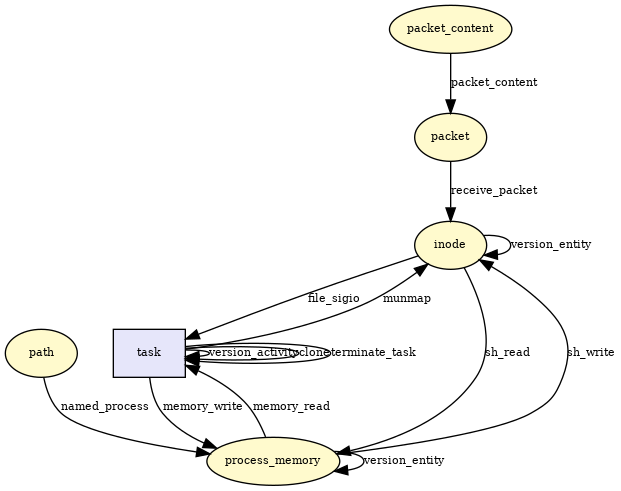 packet_content
packet_content
packet
receive_packet
inode
version_entity
file_sigio
munmap
path
task
version_activity
clone
terminate_task
sh_read
sh_write
named_process
memory_write
memory_read
process_memory
version_entity